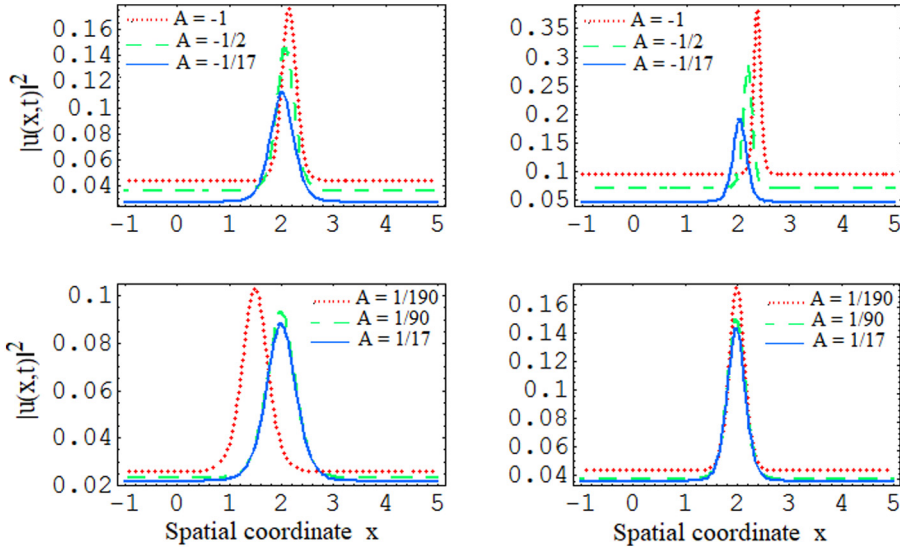 0.16
0.12
0.14
0.1
0.08
0.06
0.04
|u(x,t)|²
A = -1
A = -1/2
A = -1/17
-1 0 1 2 3 4 5
0.35
0.3
0.25
0.2
0.15
0.1
0.05
A = -1
A = -1/2
A = -1/17
-1 0 1 2 3 4 5
0.1
0.08
0.06
0.04
0.02
|u(x,t)|²
A = 1/190
A = 1/90
A = 1/17
-1 0 1 2 3 4 5
Spatial coordinate x
0.16
0.14
0.12
0.1
0.08
0.06
0.04
A = 1/190
A = 1/90
A = 1/17
-1 0 1 2 3 4 5
Spatial coordinate x